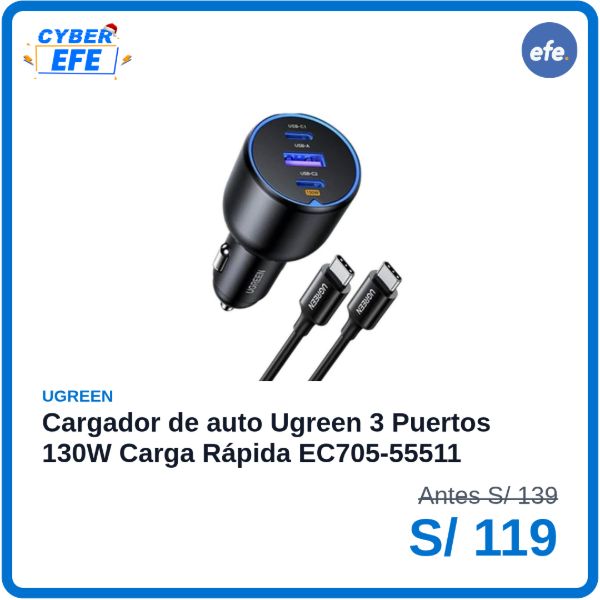 CYBER
EFE
efe.
USB-C1
USB-A
USB-C2
130W
UGREEN
UGREEN
UGREEN
UGREEN
Cargador de auto Ugreen 3 Puertos
130W Carga Rápida EC705-55511
Antes S/ 139
S/ 119